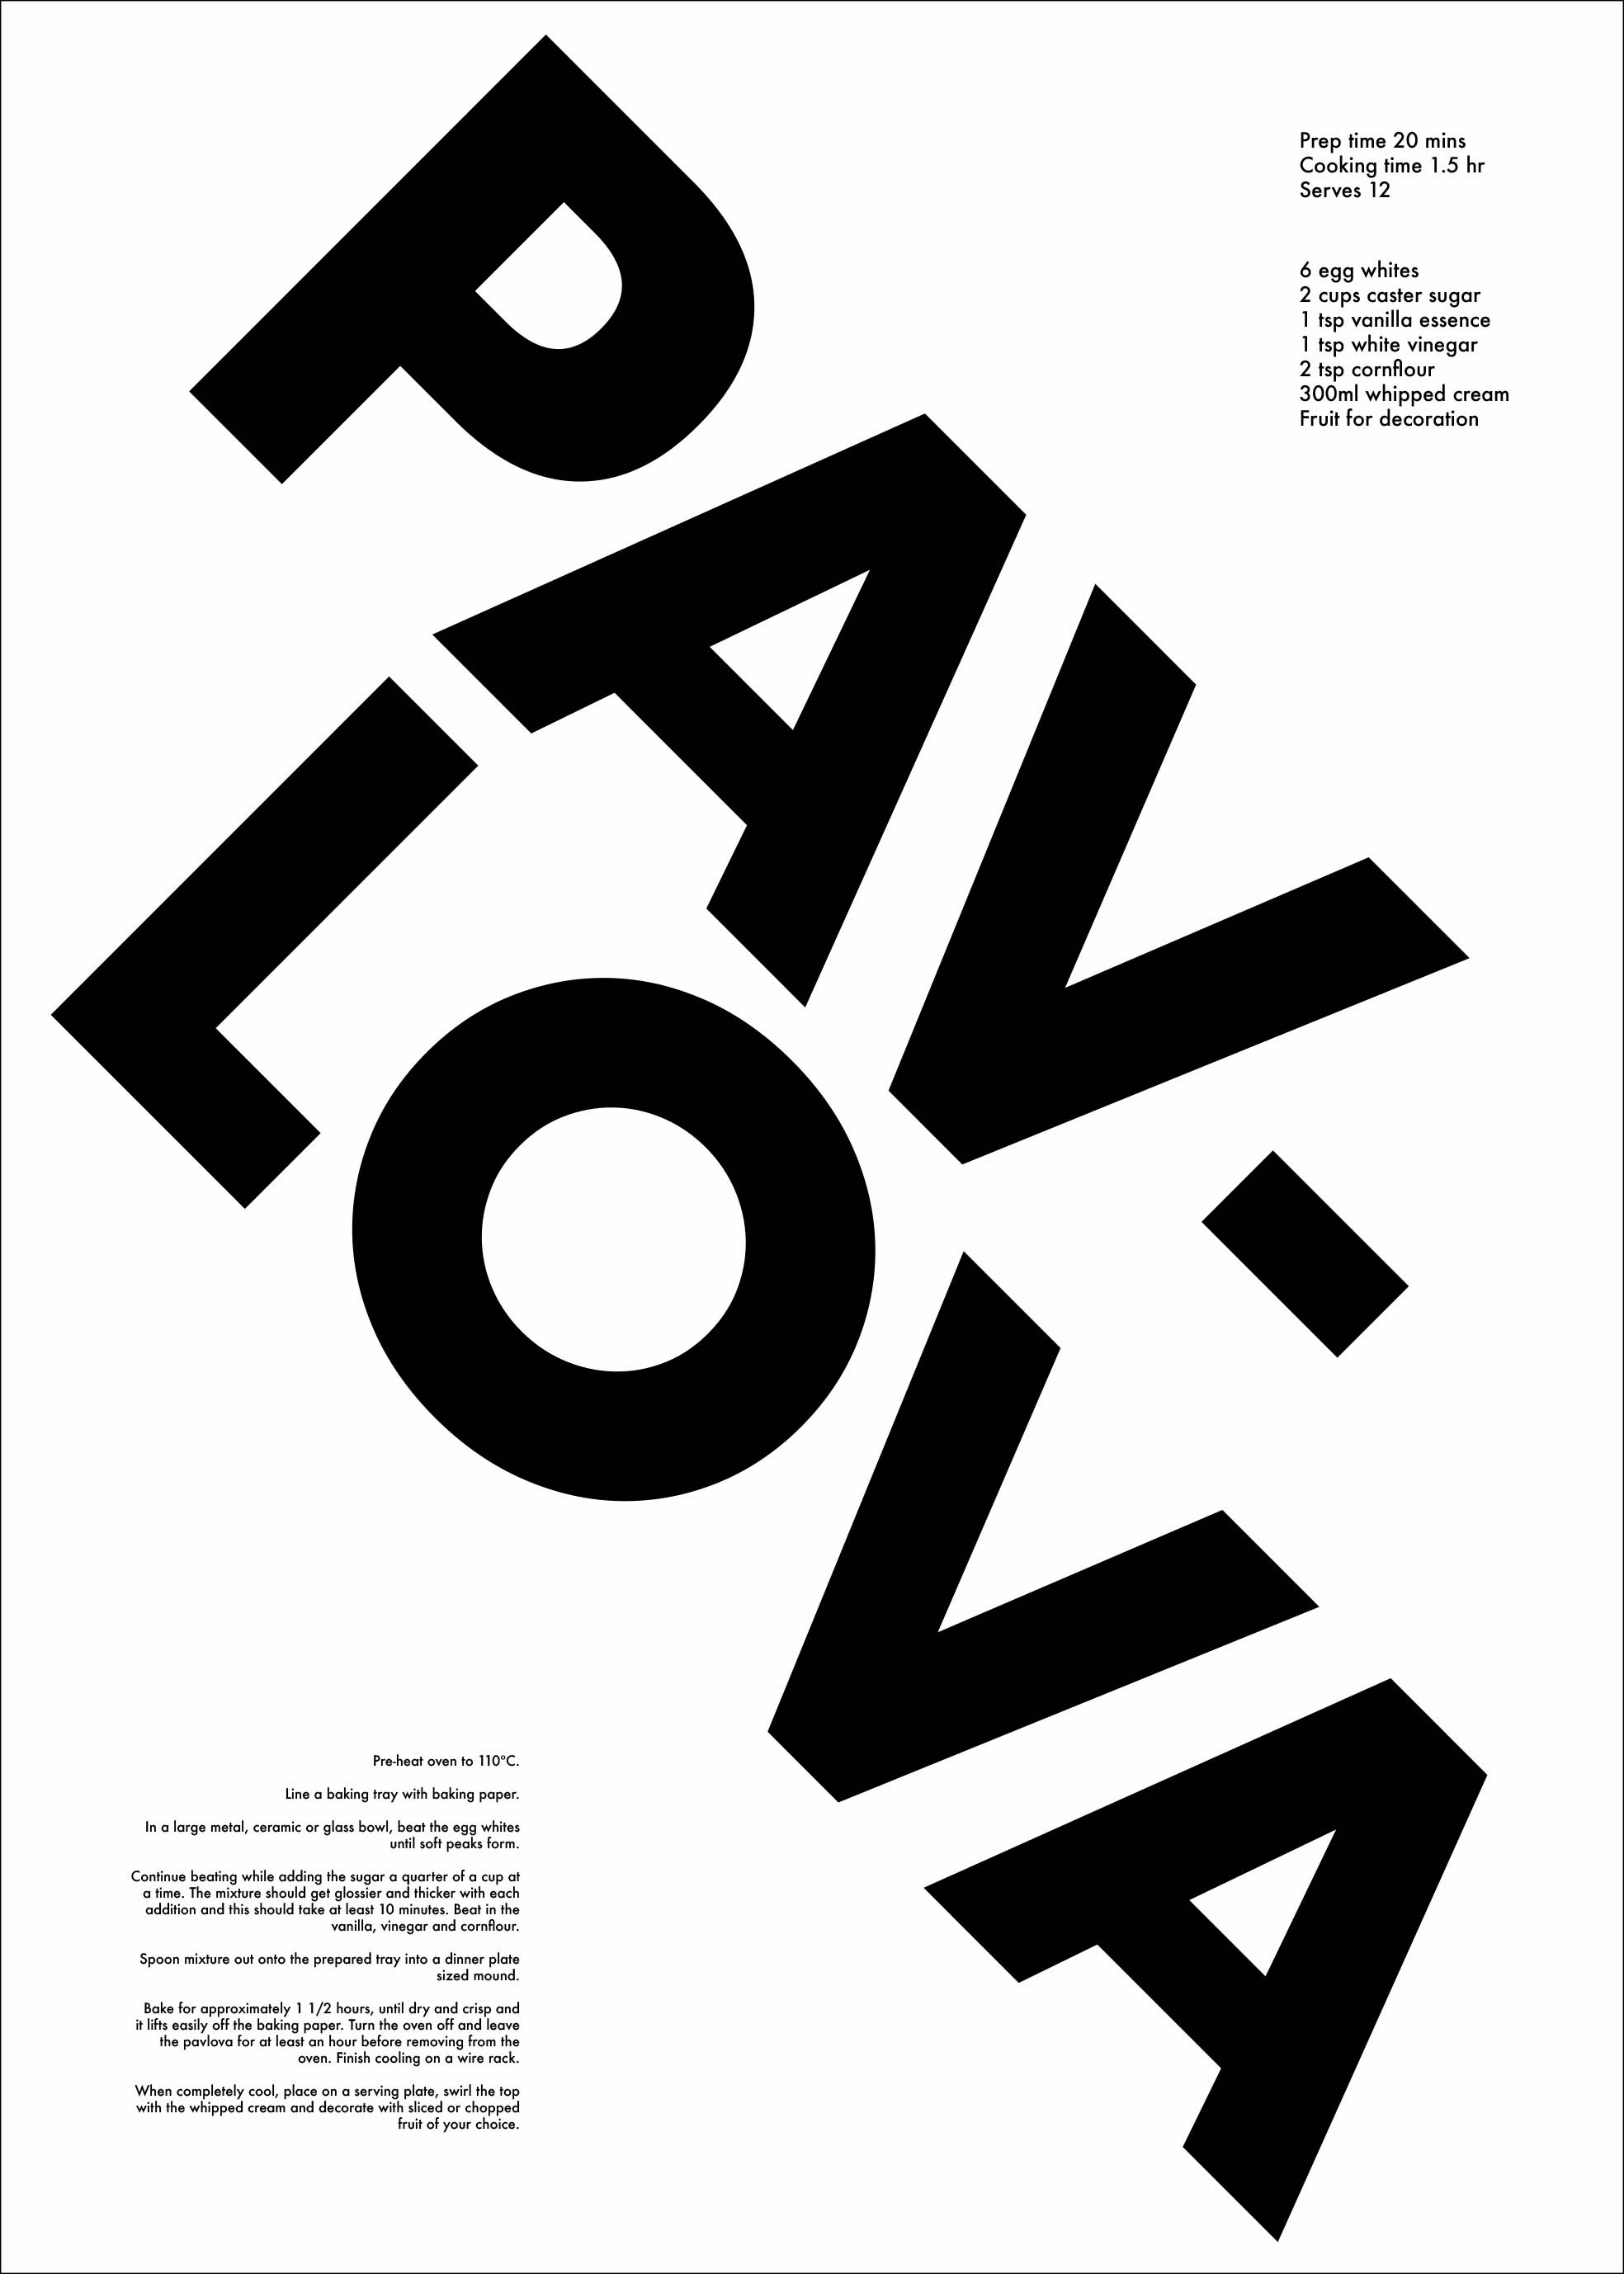 PAV-
LOVA
Prep time 20 mins
Cooking time 1.5 hr
Serves 12
6 egg whites
2 cups caster sugar
1 tsp vanilla essence
1 tsp white vinegar
2 tsp cornflour
300ml whipped cream
Fruit for decoration
Pre-heat oven to 110°C.
Line a baking tray with baking paper.
In a large metal, ceramic or glass bowl, beat the egg whites
until soft peaks form.
Continue beating while adding the sugar a quarter of a cup at
a time. The mixture should get glossier and thicker with each
addition and this should take at least 10 minutes. Beat in the
vanilla, vinegar and cornflour.
Spoon mixture out onto the prepared tray into a dinner plate
sized mound.
Bake for approximately 1 1/2 hours, until dry and crisp and
it lifts easily off the baking paper. Turn the oven off and leave
the pavlova for at least an hour before removing from the
oven. Finish cooling on a wire rack.
When completely cool, place on a serving plate, swirl the top
with the whipped cream and decorate with sliced or chopped
fruit of your choice.